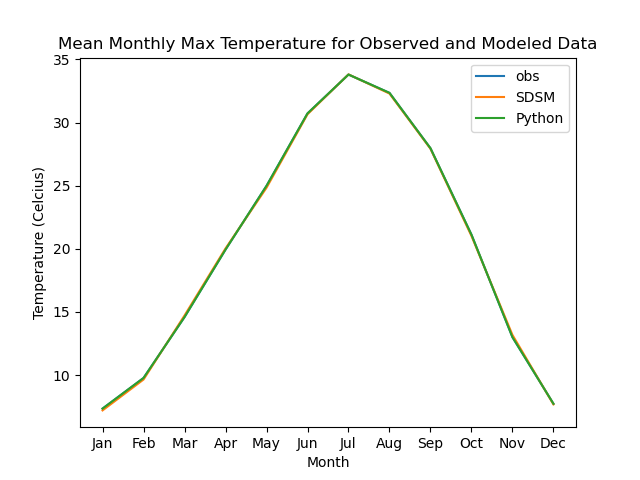 Mean Monthly Max Temperature for Observed and Modeled Data
obs
SDSM
Python
Temperature (Celcius)
35
30
25
20
15
10
Jan Feb Mar Apr May Jun Jul Aug Sep Oct Nov Dec
Month